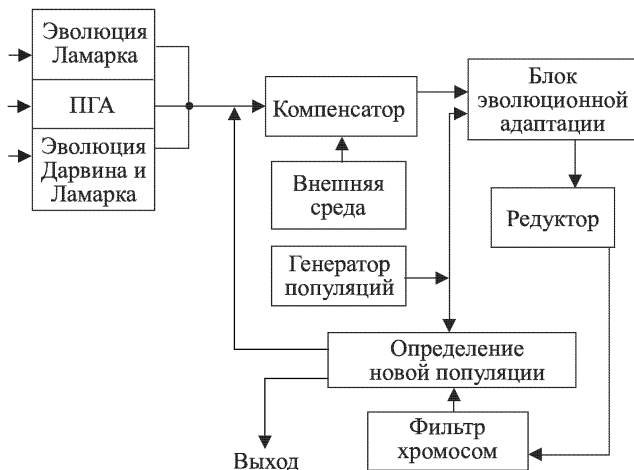 Эволюция
Ламарка
ПГА
Эволюция
Дарвина и
Ламарка
Компенсатор
Внешняя
среда
Блок
эволюционной
адаптации
Редуктор
Генератор
популяций
Определение
новой популяции
Фильтр
хромосом
Выход